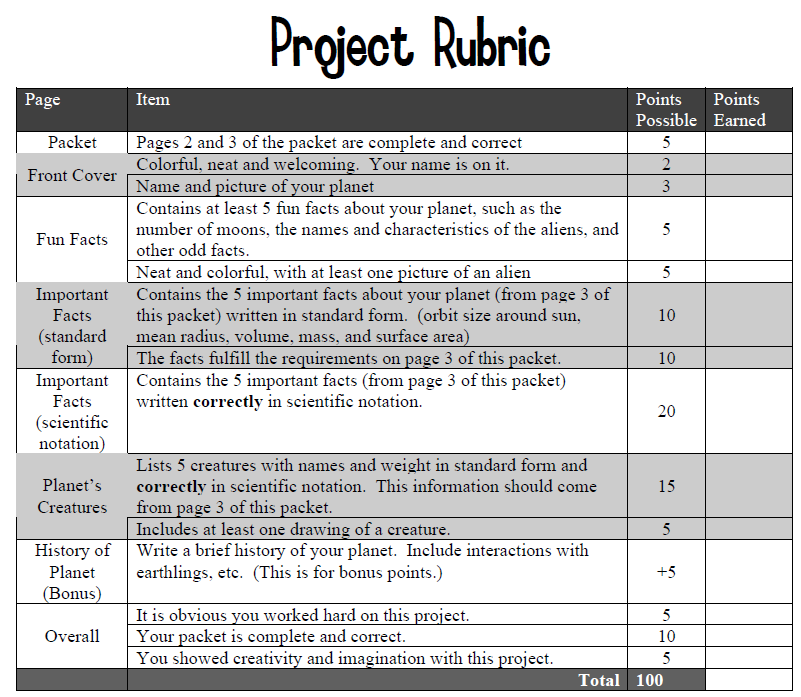 Project Rubric
Page Item Points Possible Points Earned
Packet Pages 2 and 3 of the packet are complete and correct 5
Front Cover Colorful, neat and welcoming.  Your name is on it. 2
Name and picture of your planet 3
Fun Facts
Contains at least 5 fun facts about your planet, such as the
number of moons, the names and characteristics of the aliens, and
other odd facts.
5
Neat and colorful, with at least one picture of an alien 5
Important
Facts
(standard
form)
Contains the 5 important facts about your planet (from page 3 of
this packet) written in standard form.  (orbit size around sun,
mean radius, volume, mass, and surface area)
10
The facts fulfill the requirements on page 3 of this packet. 10
Important
Facts
(scientific
notation)
Contains the 5 important facts (from page 3 of this packet)
written correctly in scientific notation.
20
Planet's
Creatures
Lists 5 creatures with names and weight in standard form and
correctly in scientific notation.  This information should come
from page 3 of this packet.
15
Includes at least one drawing of a creature. 5
History of
Planet
(Bonus)
Write a brief history of your planet.  Include interactions with
earthlings, etc.  (This is for bonus points.)
+5
Overall
It is obvious you worked hard on this project. 5
Your packet is complete and correct. 10
You showed creativity and imagination with this project. 5
Total 100